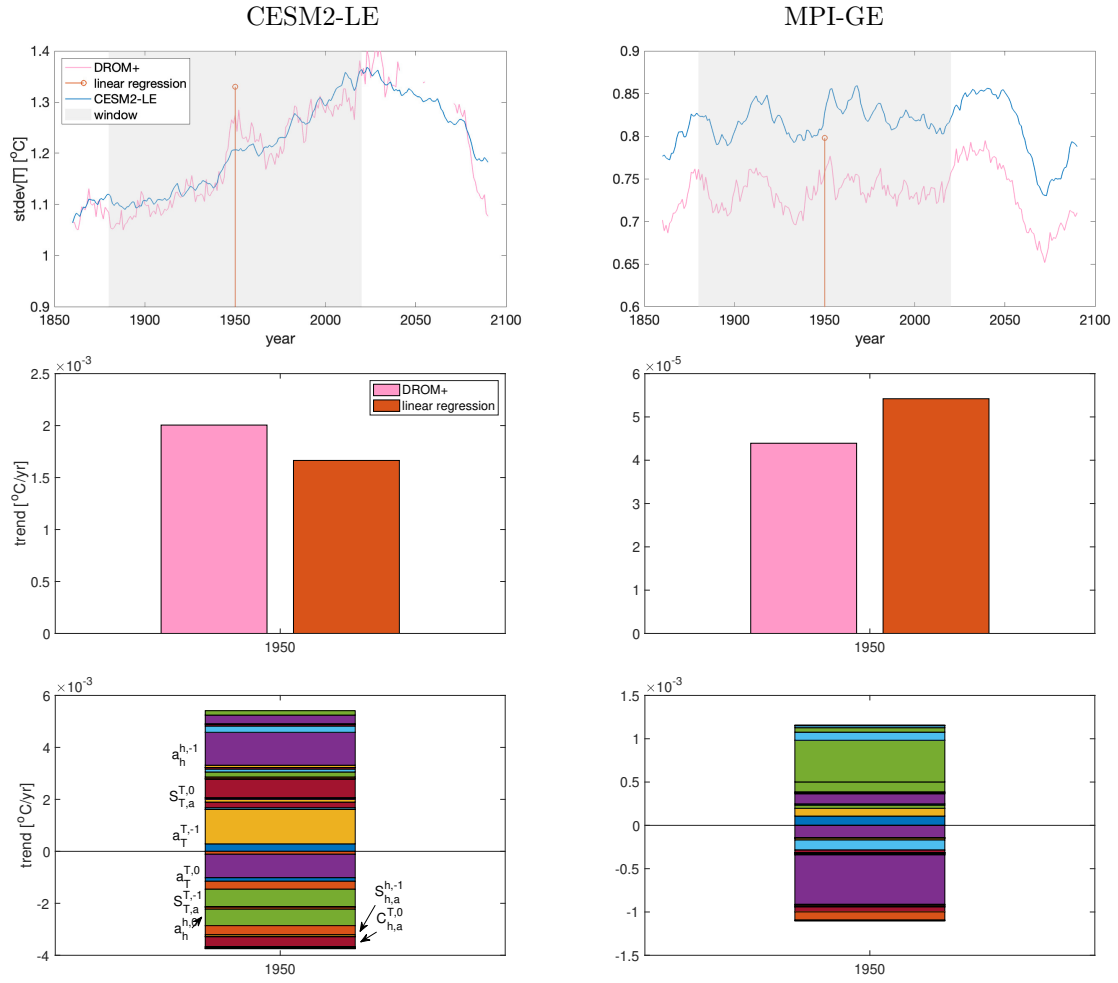 CESM2-LE
MPI-GE
1.4
1.3
1.2
1.1
1
0.9
stdev[T] [°C]
DROM+
linear regression
CESM2-LE
window
1850 1900 1950 2000 2050 2100
year
0.9
0.85
0.8
0.75
0.7
0.65
0.6
1850 1900 1950 2000 2050 2100
year
×10⁻³
2.5
2
1.5
1
0.5
0
trend [°C/yr]
DROM+
linear regression
1950
×10⁻⁵
6
5
4
3
2
1
0
1950
×10⁻³
6
4
2
0
-2
-4
trend [°C/yr]
a_h^{h,-1}
S_{T,a}^{T,0}
a_T^{T,-1}
a_T^{T,0}
S_{T,a}^{T,-1}
a_h^{h,0}
S_{h,a}^{h,-1}
C_{h,a}^{T,0}
1950
×10⁻³
1.5
1
0.5
0
-0.5
-1
-1.5
1950